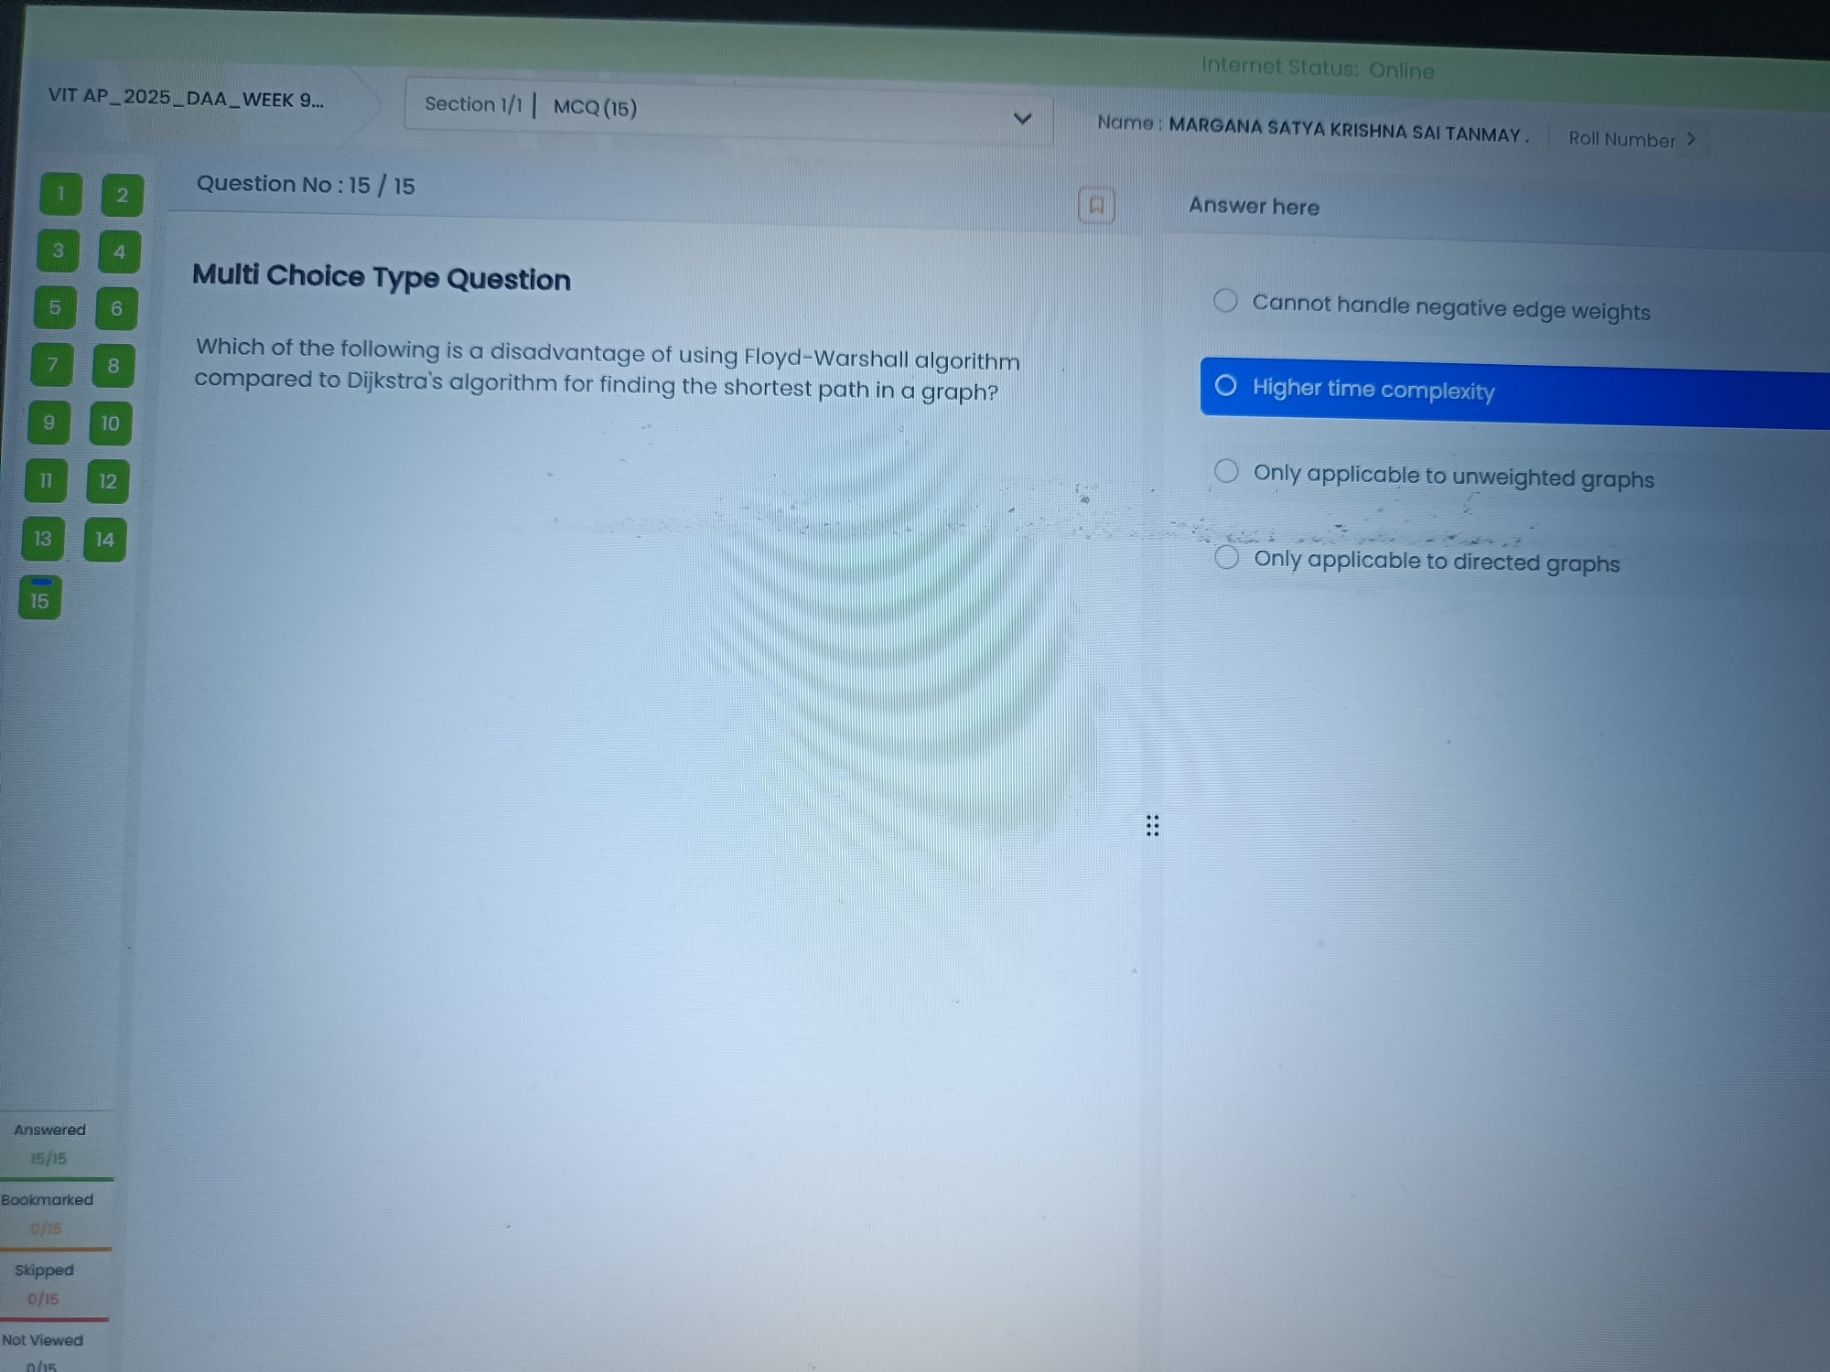 Internet Status: Online
VIT AP_2025_DAA_WEEK 9...
Section 1/1 | MCQ (15)
Name : MARGANA SATYA KRISHNA SAI TANMAY .
Roll Number >
1 2
3 4
5 6
7 8
9 10
11 12
13 14
15
Question No : 15 / 15
Multi Choice Type Question
Which of the following is a disadvantage of using Floyd-Warshall algorithm
compared to Dijkstra's algorithm for finding the shortest path in a graph?
Answer here
Cannot handle negative edge weights
Higher time complexity
Only applicable to unweighted graphs
Only applicable to directed graphs
Answered
15/15
Bookmarked
0/15
Skipped
0/15
Not Viewed
0/15